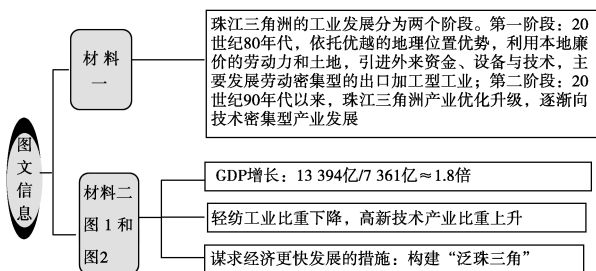 图文信息
材料一
珠江三角洲的工业发展分为两个阶段。第一阶段：20
世纪80年代，依托优越的地理位置优势，利用本地廉
价的劳动力和土地，引进外来资金、设备与技术，主
要发展劳动密集型的出口加工型工业；第二阶段：20
世纪90年代以来，珠江三角洲产业优化升级，逐渐向
技术密集型产业发展
材料二
图1和
图2
GDP增长：13 394亿/7 361亿≈1.8倍
轻纺工业比重下降，高新技术产业比重上升
谋求经济更快发展的措施：构建“泛珠三角”